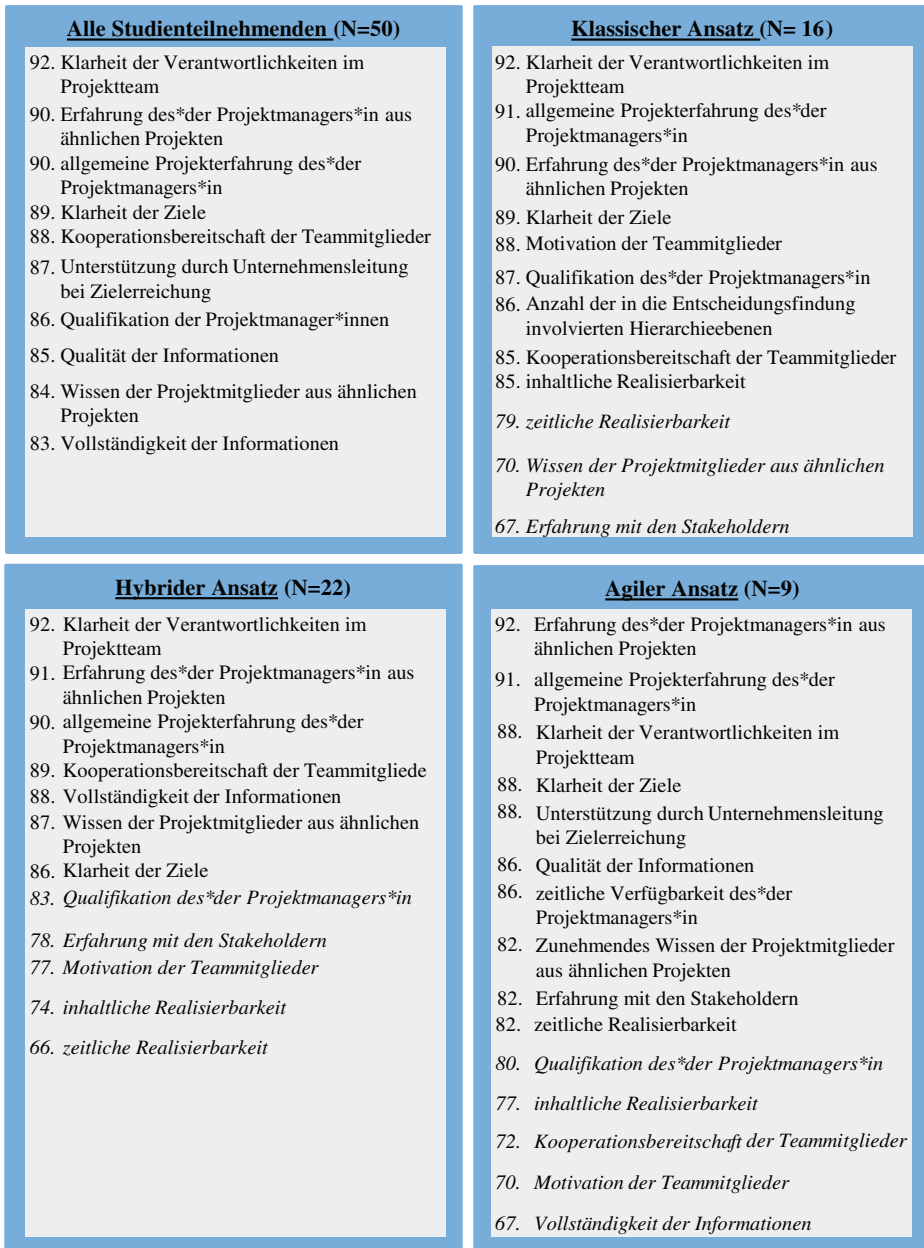 Alle Studienteilnehmenden (N=50)
92. Klarheit der Verantwortlichkeiten im
Projektteam
90. Erfahrung des*der Projektmanagers*in aus
ähnlichen Projekten
90. allgemeine Projekterfahrung des*der
Projektmanagers*in
89. Klarheit der Ziele
88. Kooperationsbereitschaft der Teammitglieder
87. Unterstützung durch Unternehmensleitung
bei Zielerreichung
86. Qualifikation der Projektmanager*innen
85. Qualität der Informationen
84. Wissen der Projektmitglieder aus ähnlichen
Projekten
83. Vollständigkeit der Informationen
Klassischer Ansatz (N= 16)
92. Klarheit der Verantwortlichkeiten im
Projektteam
91. allgemeine Projekterfahrung des*der
Projektmanagers*in
90. Erfahrung des*der Projektmanagers*in aus
ähnlichen Projekten
89. Klarheit der Ziele
88. Motivation der Teammitglieder
87. Qualifikation des*der Projektmanagers*in
86. Anzahl der in die Entscheidungsfindung
involvierten Hierarchieebenen
85. Kooperationsbereitschaft der Teammitglieder
85. inhaltliche Realisierbarkeit
79. zeitliche Realisierbarkeit
70. Wissen der Projektmitglieder aus ähnlichen
Projekten
67. Erfahrung mit den Stakeholdern
Hybrider Ansatz (N=22)
92. Klarheit der Verantwortlichkeiten im
Projektteam
91. Erfahrung des*der Projektmanagers*in aus
ähnlichen Projekten
90. allgemeine Projekterfahrung des*der
Projektmanagers*in
89. Kooperationsbereitschaft der Teammitgliede
88. Vollständigkeit der Informationen
87. Wissen der Projektmitglieder aus ähnlichen
Projekten
86. Klarheit der Ziele
83. Qualifikation des*der Projektmanagers*in
78. Erfahrung mit den Stakeholdern
77. Motivation der Teammitglieder
74. inhaltliche Realisierbarkeit
66. zeitliche Realisierbarkeit
Agiler Ansatz (N=9)
92. Erfahrung des*der Projektmanagers*in aus
ähnlichen Projekten
91. allgemeine Projekterfahrung des*der
Projektmanagers*in
88. Klarheit der Verantwortlichkeiten im
Projektteam
88. Klarheit der Ziele
88. Unterstützung durch Unternehmensleitung
bei Zielerreichung
86. Qualität der Informationen
86. zeitliche Verfügbarkeit des*der
Projektmanagers*in
82. Zunehmendes Wissen der Projektmitglieder
aus ähnlichen Projekten
82. Erfahrung mit den Stakeholdern
82. zeitliche Realisierbarkeit
80. Qualifikation des*der Projektmanagers*in
77. inhaltliche Realisierbarkeit
72. Kooperationsbereitschaft der Teammitglieder
70. Motivation der Teammitglieder
67. Vollständigkeit der Informationen